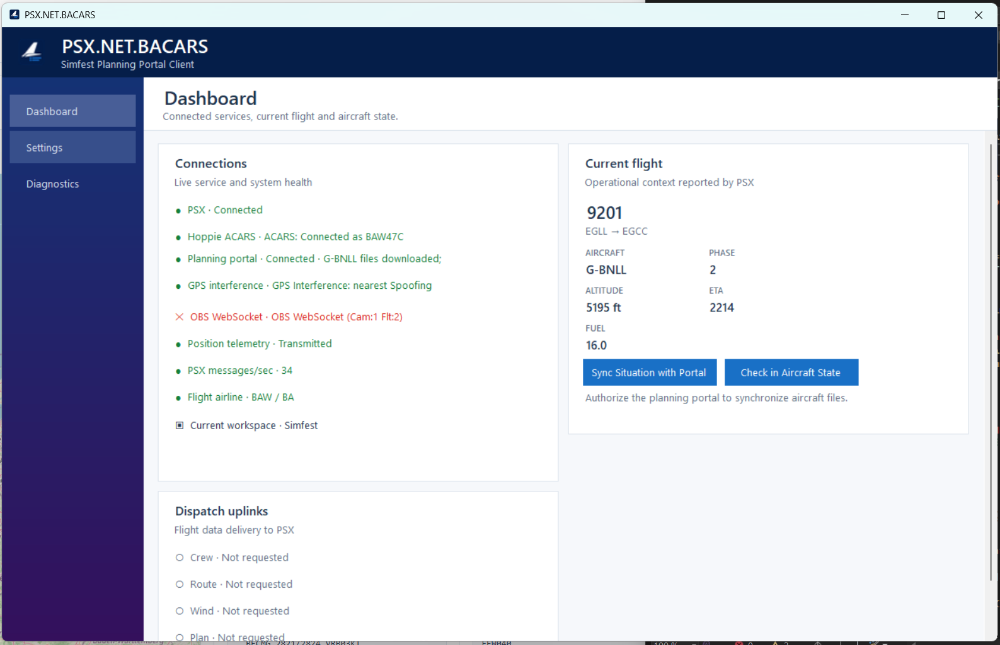 PSX.NET.BACARS
PSX.NET.BACARS
Simfest Planning Portal Client
Dashboard
Settings
Diagnostics
Dashboard
Connected services, current flight and aircraft state.
Connections
Live service and system health
PSX · Connected
Hoppie ACARS · ACARS: Connected as BAW47C
Planning portal · Connected · G-BNLL files downloaded;
GPS interference · GPS Interference: nearest Spoofing
OBS WebSocket · OBS WebSocket (Cam:1 Flt:2)
Position telemetry · Transmitted
PSX messages/sec · 34
Flight airline · BAW / BA
Current workspace · Simfest
Current flight
Operational context reported by PSX
9201
EGLL → EGCC
AIRCRAFT PHASE
G-BNLL 2
ALTITUDE ETA
5195 ft 2214
FUEL
16.0
Sync Situation with Portal Check in Aircraft State
Authorize the planning portal to synchronize aircraft files.
Dispatch uplinks
Flight data delivery to PSX
Crew · Not requested
Route · Not requested
Wind · Not requested
Plan · Not requested